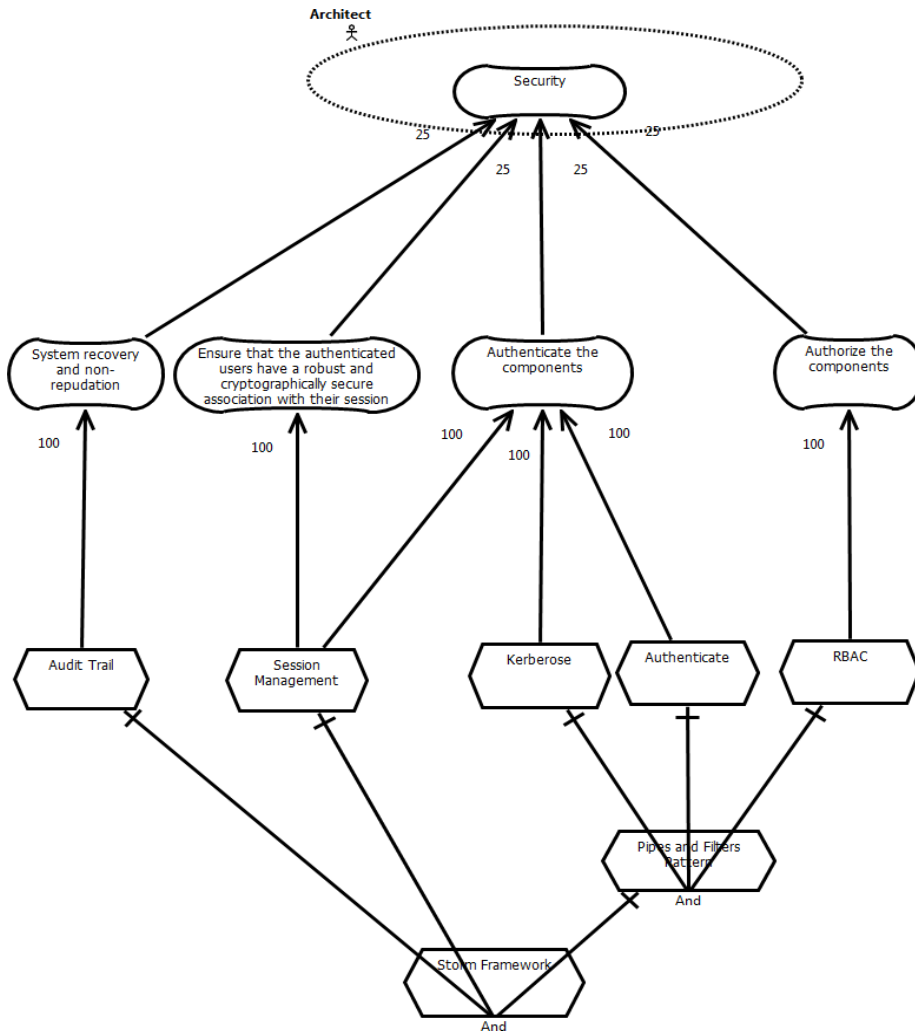 Architect
Security
25
25
25
25
System recovery
and non-
repudation
Ensure that the authenticated
users have a robust and
cryptographically secure
association with their session
Authenticate the
components
Authorize the
components
100
100
100
100
100
100
Audit Trail
Session
Management
Kerberose
Authenticate
RBAC
Pipes and Filters
Pattern
And
Storm Framework
And